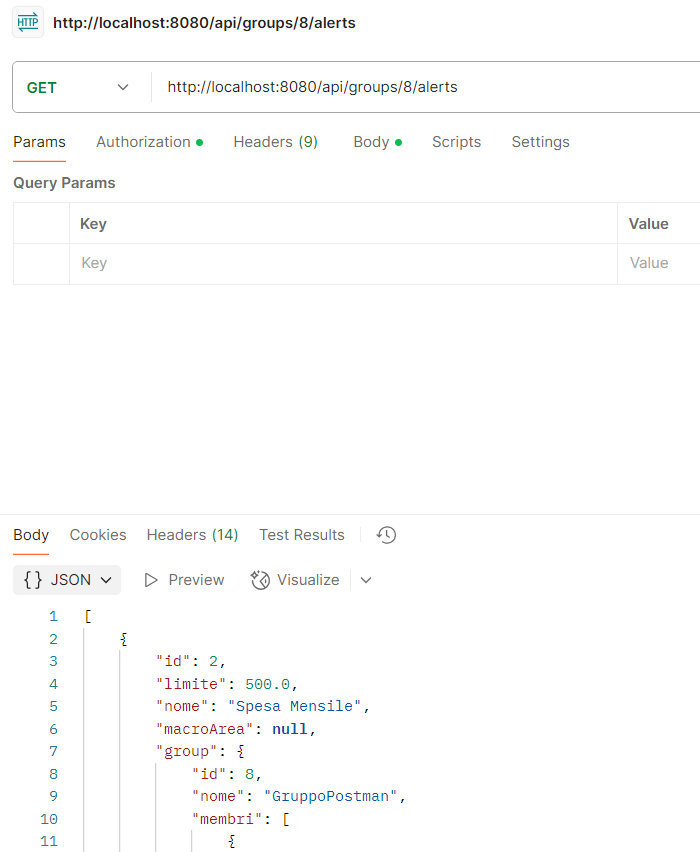 HTTP http://localhost:8080/api/groups/8/alerts
GET http://localhost:8080/api/groups/8/alerts
Params Authorization Headers (9) Body Scripts Settings
Query Params
Key Value
Key Value
Body Cookies Headers (14) Test Results
{} JSON Preview Visualize
1 [
2 {
3 "id": 2,
4 "limite": 500.0,
5 "nome": "Spesa Mensile",
6 "macroArea": null,
7 "group": {
8 "id": 8,
9 "nome": "GruppoPostman",
10 "membri": [
11 {